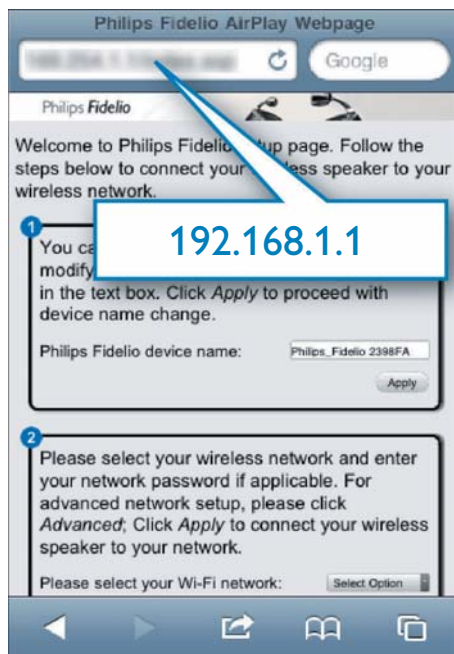 Philips Fidelio AirPlay Webpage
Google
Philips Fidelio
Welcome to Philips Fidelio page. Follow the
steps below to connect your speaker to your
wireless network.
192.168.1.1
1
You
modify
in the text box. Click Apply to proceed with
device name change.
Philips Fidelio device name: Philips_Fidelio 2398FA
Apply
2
Please select your wireless network and enter
your network password if applicable. For
advanced network setup, please click
Advanced; Click Apply to connect your wireless
speaker to your network.
Please select your Wi-Fi network: Select Option